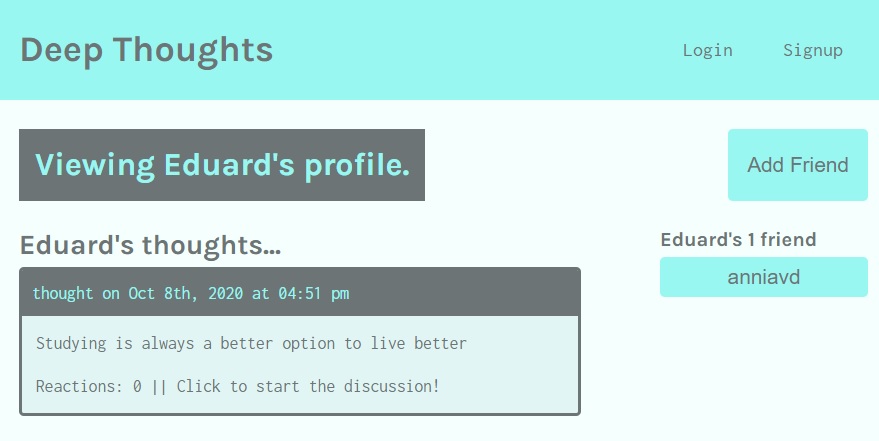 Deep Thoughts
Login
Signup
Viewing Eduard's profile.
Add Friend
Eduard's thoughts...
thought on Oct 8th, 2020 at 04:51 pm
Studying is always a better option to live better
Reactions: 0 || Click to start the discussion!
Eduard's 1 friend
anniavd